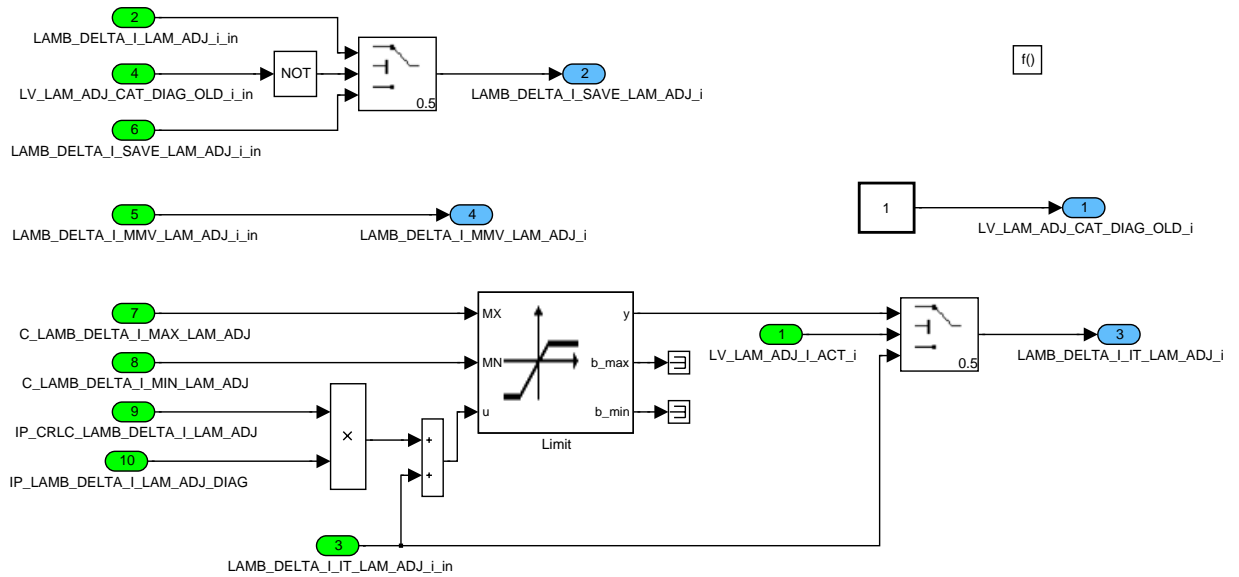 2
LAMB_DELTA_I_LAM_ADJ_i_in
4
LV_LAM_ADJ_CAT_DIAG_OLD_i_in
NOT
6
LAMB_DELTA_I_SAVE_LAM_ADJ_i_in
0.5
2
LAMB_DELTA_I_SAVE_LAM_ADJ_i
f()
5
LAMB_DELTA_I_MMV_LAM_ADJ_i_in
4
LAMB_DELTA_I_MMV_LAM_ADJ_i
1
1
LV_LAM_ADJ_CAT_DIAG_OLD_i
7
C_LAMB_DELTA_I_MAX_LAM_ADJ
8
C_LAMB_DELTA_I_MIN_LAM_ADJ
9
IP_CRLC_LAMB_DELTA_I_LAM_ADJ
10
IP_LAMB_DELTA_I_LAM_ADJ_DIAG
×
+
+
MX
MN
u
y
b_max
b_min
Limit
1
LV_LAM_ADJ_I_ACT_i
0.5
3
LAMB_DELTA_I_IT_LAM_ADJ_i
3
LAMB_DELTA_I_IT_LAM_ADJ_i_in